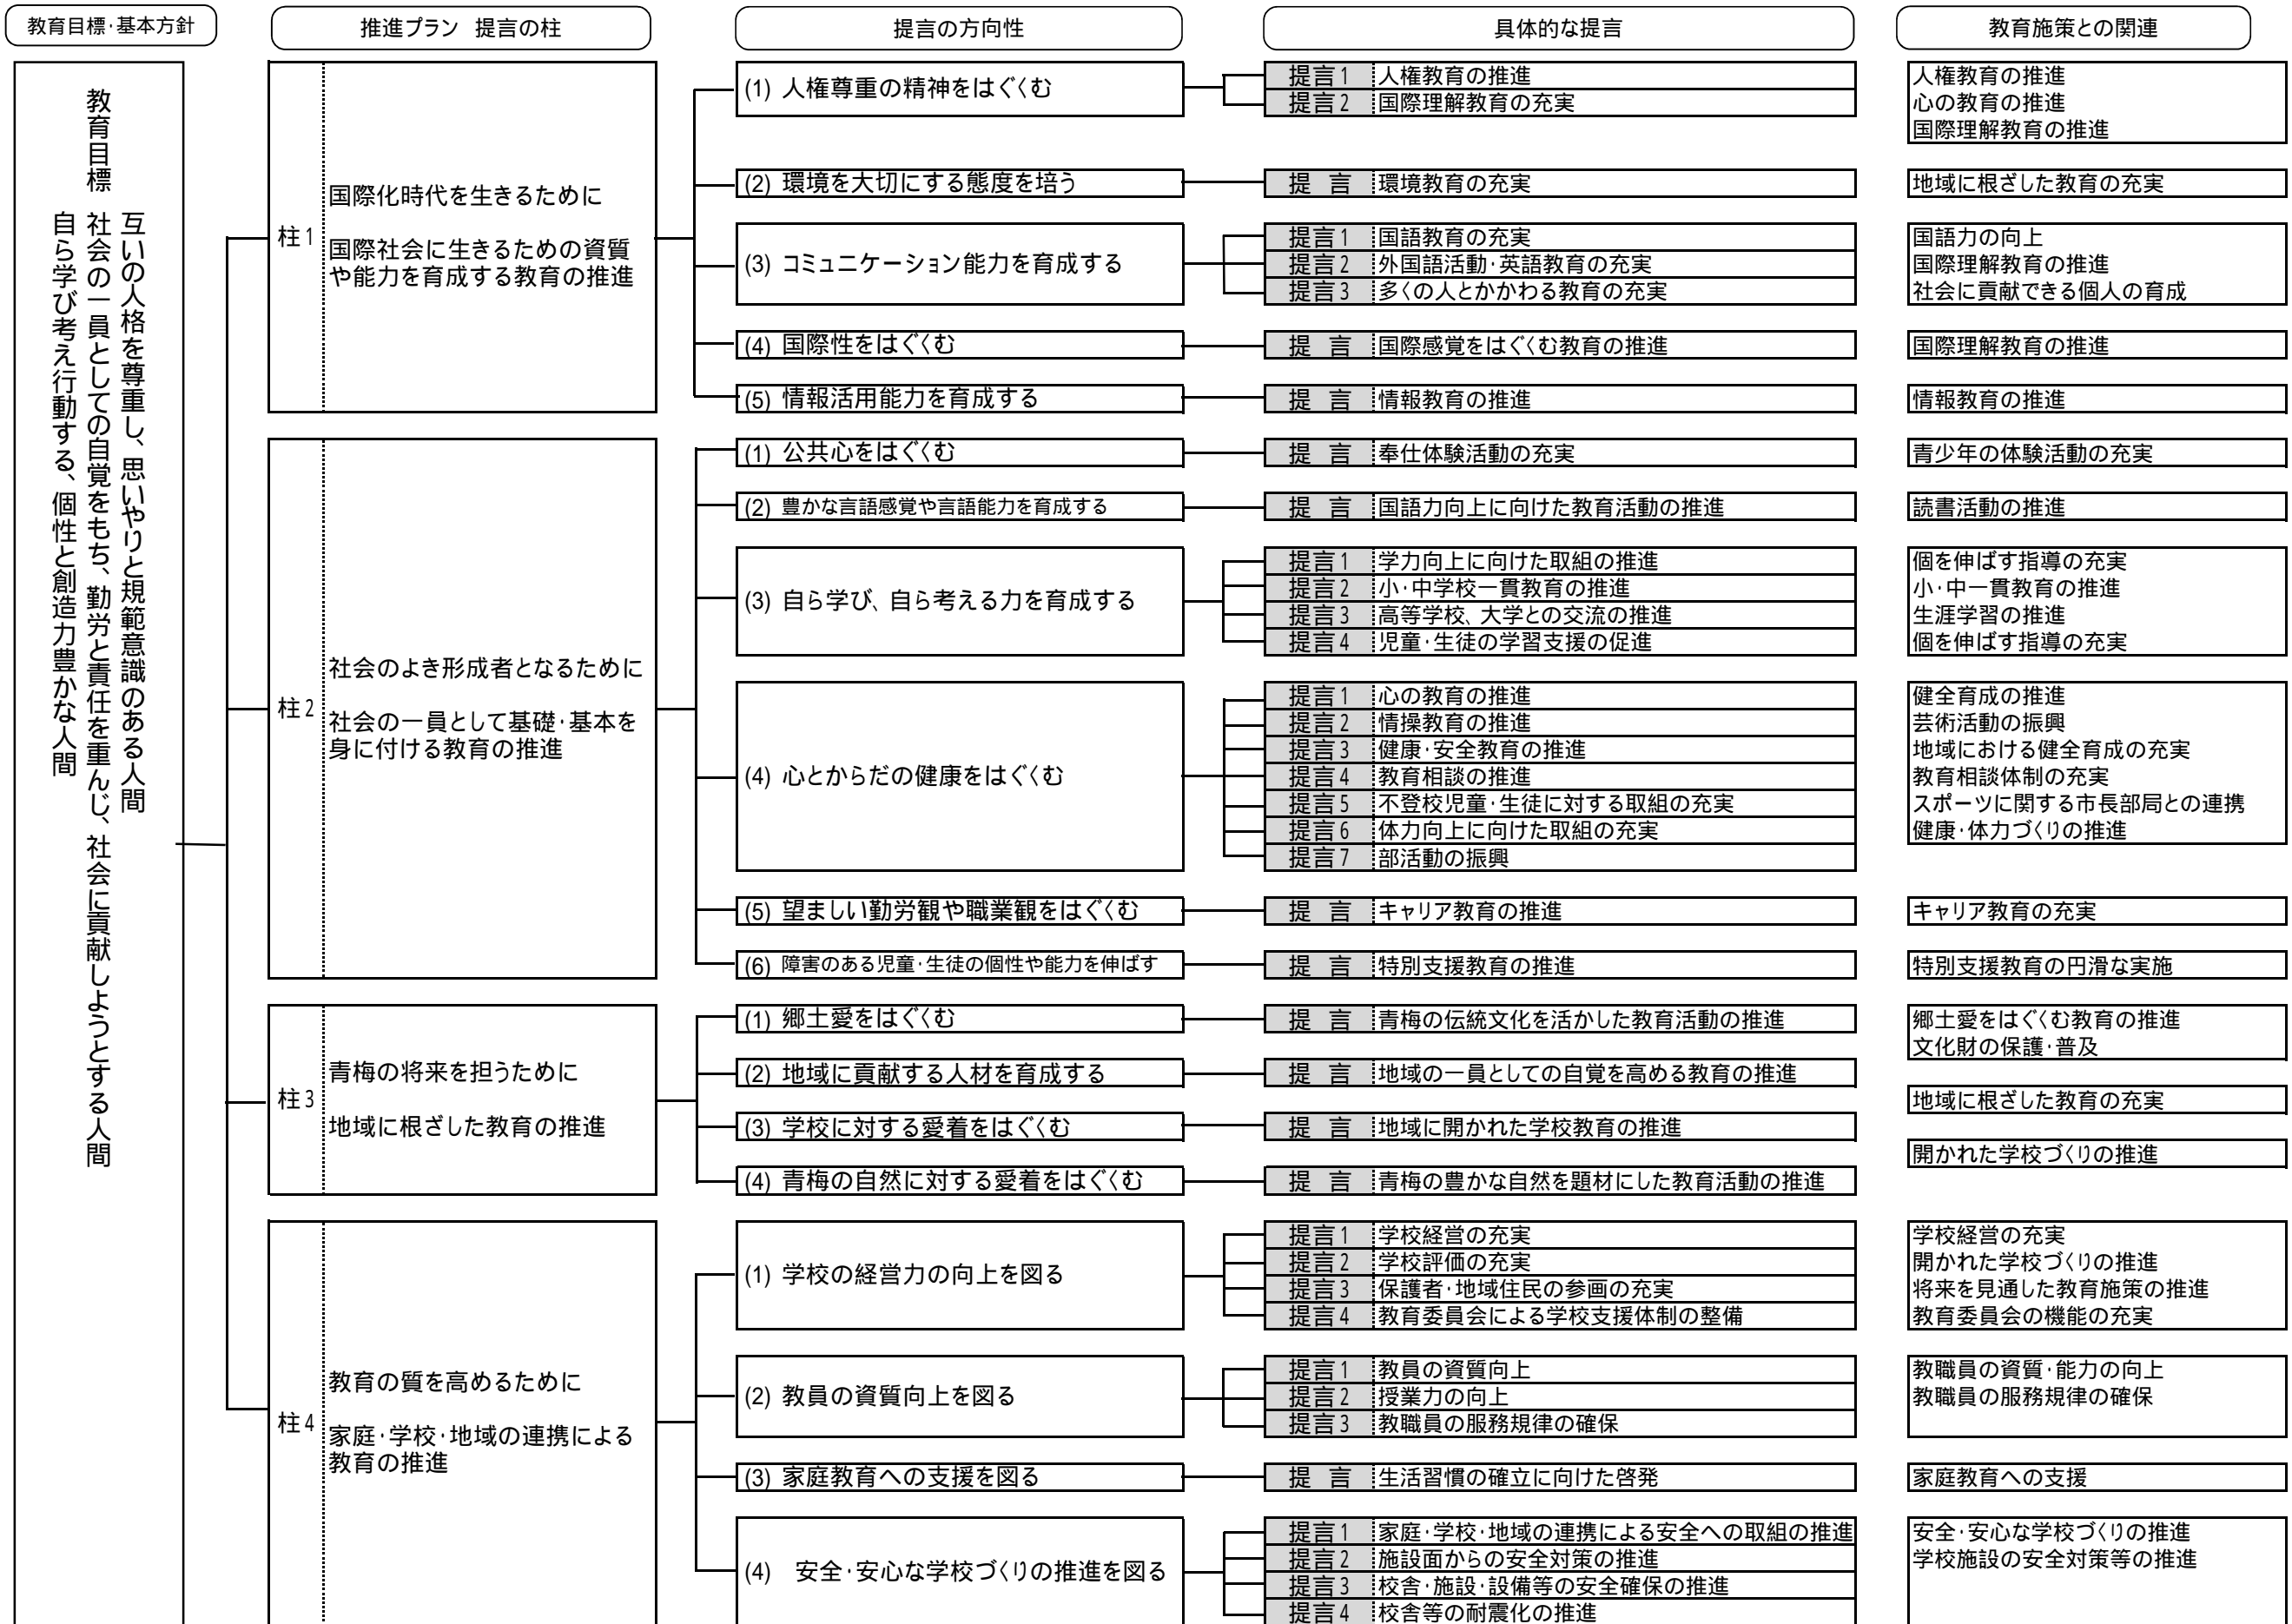 教育目標・基本方針
推進プラン　提言の柱
提言の方向性
具体的な提言
教育施策との関連
教育目標
互いの人格を尊重し、思いやりと規範意識のある人間
社会の一員としての自覚をもち、勤労と責任を重んじ、社会に貢献しようとする人間
自ら学び考え行動する、個性と創造力豊かな人間
柱1
国際化時代を生きるために
国際社会に生きるための資質
や能力を育成する教育の推進
(1) 人権尊重の精神をはぐくむ
提言1 人権教育の推進
提言2 国際理解教育の充実
人権教育の推進
心の教育の推進
国際理解教育の推進
(2) 環境を大切にする態度を培う
提　言 環境教育の充実
地域に根ざした教育の充実
(3) コミュニケーション能力を育成する
提言1 国語教育の充実
提言2 外国語活動・英語教育の充実
提言3 多くの人とかかわる教育の充実
国語力の向上
国際理解教育の推進
社会に貢献できる個人の育成
(4) 国際性をはぐくむ
提　言 国際感覚をはぐくむ教育の推進
国際理解教育の推進
(5) 情報活用能力を育成する
提　言 情報教育の推進
情報教育の推進
柱2
社会のよき形成者となるために
社会の一員として基礎・基本を
身に付ける教育の推進
(1) 公共心をはぐくむ
提　言 奉仕体験活動の充実
青少年の体験活動の充実
(2) 豊かな言語感覚や言語能力を育成する
提　言 国語力向上に向けた教育活動の推進
読書活動の推進
(3) 自ら学び、自ら考える力を育成する
提言1 学力向上に向けた取組の推進
提言2 小・中学校一貫教育の推進
提言3 高等学校、大学との交流の推進
提言4 児童・生徒の学習支援の促進
個を伸ばす指導の充実
小・中一貫教育の推進
生涯学習の推進
個を伸ばす指導の充実
(4) 心とからだの健康をはぐくむ
提言1 心の教育の推進
提言2 情操教育の推進
提言3 健康・安全教育の推進
提言4 教育相談の推進
提言5 不登校児童・生徒に対する取組の充実
提言6 体力向上に向けた取組の充実
提言7 部活動の振興
健全育成の推進
芸術活動の振興
地域における健全育成の充実
教育相談体制の充実
スポーツに関する市長部局との連携
健康・体力づくりの推進
(5) 望ましい勤労観や職業観をはぐくむ
提　言 キャリア教育の推進
キャリア教育の充実
(6) 障害のある児童・生徒の個性や能力を伸ばす
提　言 特別支援教育の推進
特別支援教育の円滑な実施
柱3
青梅の将来を担うために
地域に根ざした教育の推進
(1) 郷土愛をはぐくむ
提　言 青梅の伝統文化を活かした教育活動の推進
郷土愛をはぐくむ教育の推進
文化財の保護・普及
(2) 地域に貢献する人材を育成する
提　言 地域の一員としての自覚を高める教育の推進
地域に根ざした教育の充実
(3) 学校に対する愛着をはぐくむ
提　言 地域に開かれた学校教育の推進
開かれた学校づくりの推進
(4) 青梅の自然に対する愛着をはぐくむ
提　言 青梅の豊かな自然を題材にした教育活動の推進
柱4
教育の質を高めるために
家庭・学校・地域の連携による
教育の推進
(1) 学校の経営力の向上を図る
提言1 学校経営の充実
提言2 学校評価の充実
提言3 保護者・地域住民の参画の充実
提言4 教育委員会による学校支援体制の整備
学校経営の充実
開かれた学校づくりの推進
将来を見通した教育施策の推進
教育委員会の機能の充実
(2) 教員の資質向上を図る
提言1 教員の資質向上
提言2 授業力の向上
提言3 教職員の服務規律の確保
教職員の資質・能力の向上
教職員の服務規律の確保
(3) 家庭教育への支援を図る
提　言 生活習慣の確立に向けた啓発
家庭教育への支援
(4)　安全・安心な学校づくりの推進を図る
提言1 家庭・学校・地域の連携による安全への取組の推進
提言2 施設面からの安全対策の推進
提言3 校舎・施設・設備等の安全確保の推進
提言4 校舎等の耐震化の推進
安全・安心な学校づくりの推進
学校施設の安全対策等の推進